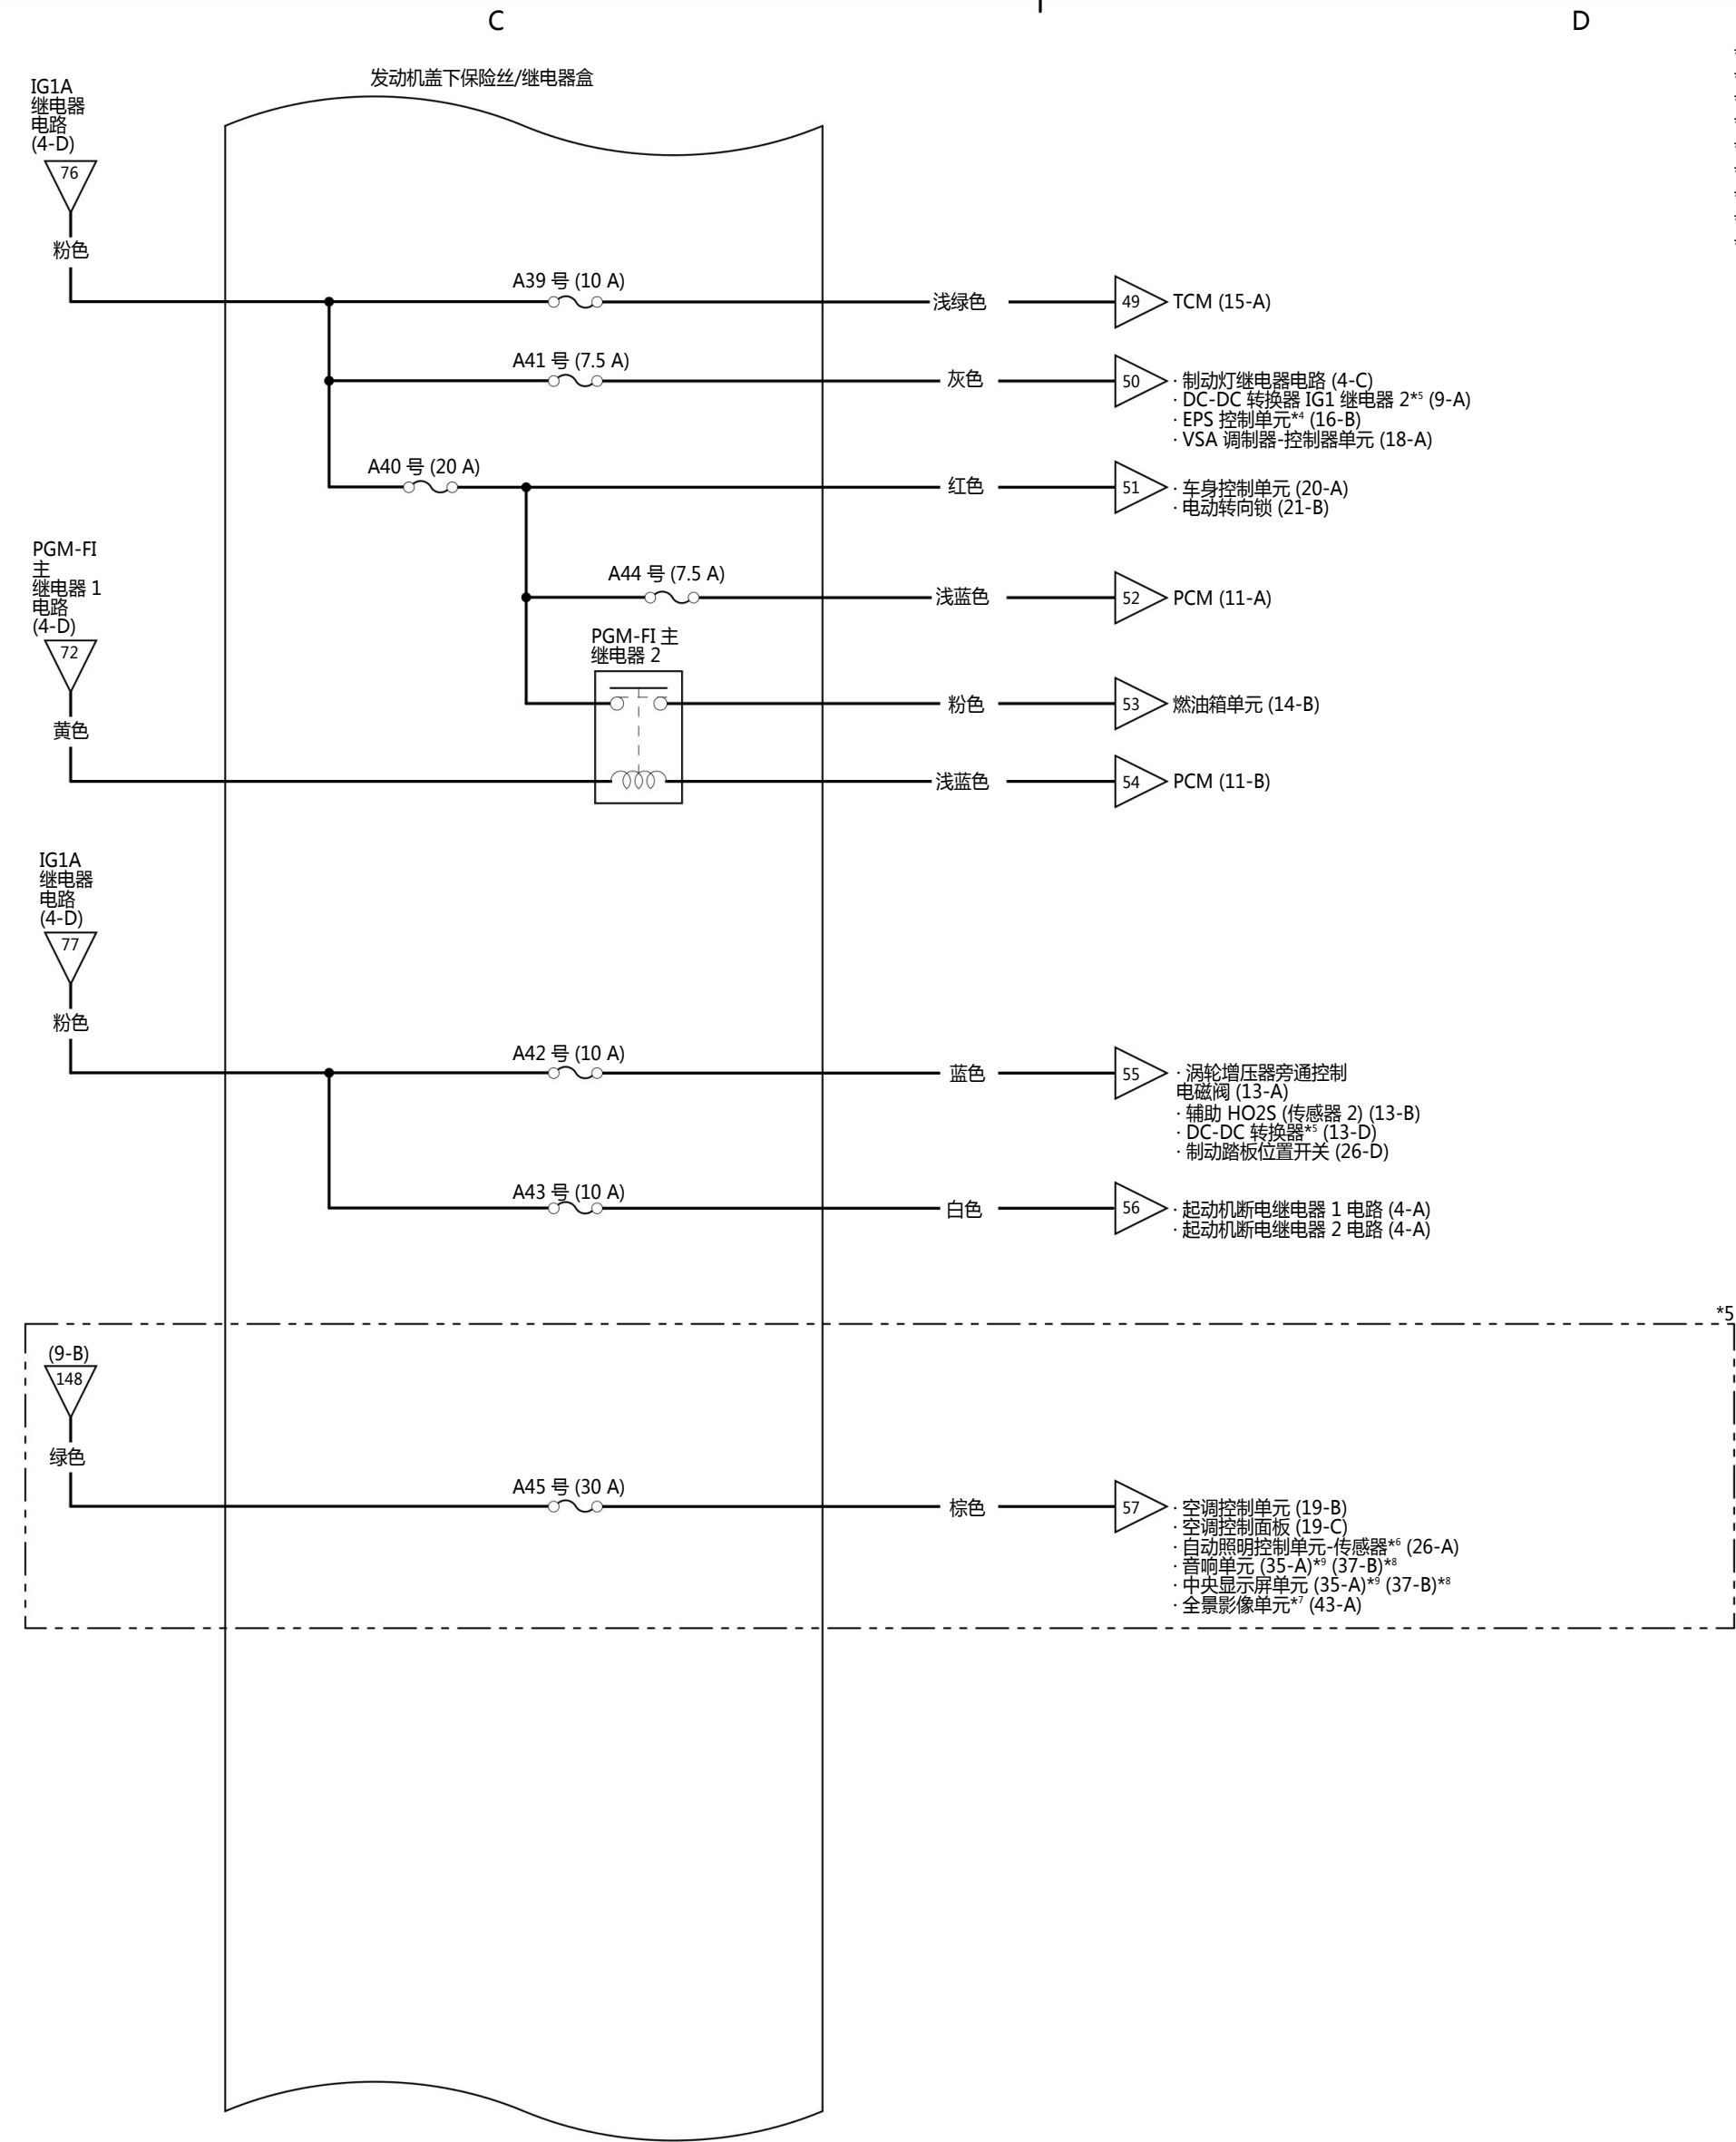 C
D
发动机盖下保险丝/继电器盒
IG1A
继电器
电路
(4-D)
76
粉色
A39 号 (10 A)
浅绿色
49
TCM (15-A)
A41 号 (7.5 A)
灰色
50
· 制动灯继电器电路 (4-C)
· DC-DC 转换器 IG1 继电器 2*5 (9-A)
· EPS 控制单元*4 (16-B)
· VSA 调制器-控制器单元 (18-A)
A40 号 (20 A)
红色
51
· 车身控制单元 (20-A)
· 电动转向锁 (21-B)
PGM-FI
主
继电器 1
电路
(4-D)
72
黄色
A44 号 (7.5 A)
浅蓝色
52
PCM (11-A)
PGM-FI 主
继电器 2
粉色
53
燃油箱单元 (14-B)
浅蓝色
54
PCM (11-B)
IG1A
继电器
电路
(4-D)
77
粉色
A42 号 (10 A)
蓝色
55
· 涡轮增压器旁通控制
电磁阀 (13-A)
· 辅助 HO2S (传感器 2) (13-B)
· DC-DC 转换器*5 (13-D)
· 制动踏板位置开关 (26-D)
A43 号 (10 A)
白色
56
· 起动机断电继电器 1 电路 (4-A)
· 起动机断电继电器 2 电路 (4-A)
*5
(9-B)
148
绿色
A45 号 (30 A)
棕色
57
· 空调控制单元 (19-B)
· 空调控制面板 (19-C)
· 自动照明控制单元-传感器*6 (26-A)
· 音响单元 (35-A)*9 (37-B)*8
· 中央显示屏单元 (35-A)*9 (37-B)*8
· 全景影像单元*7 (43-A)